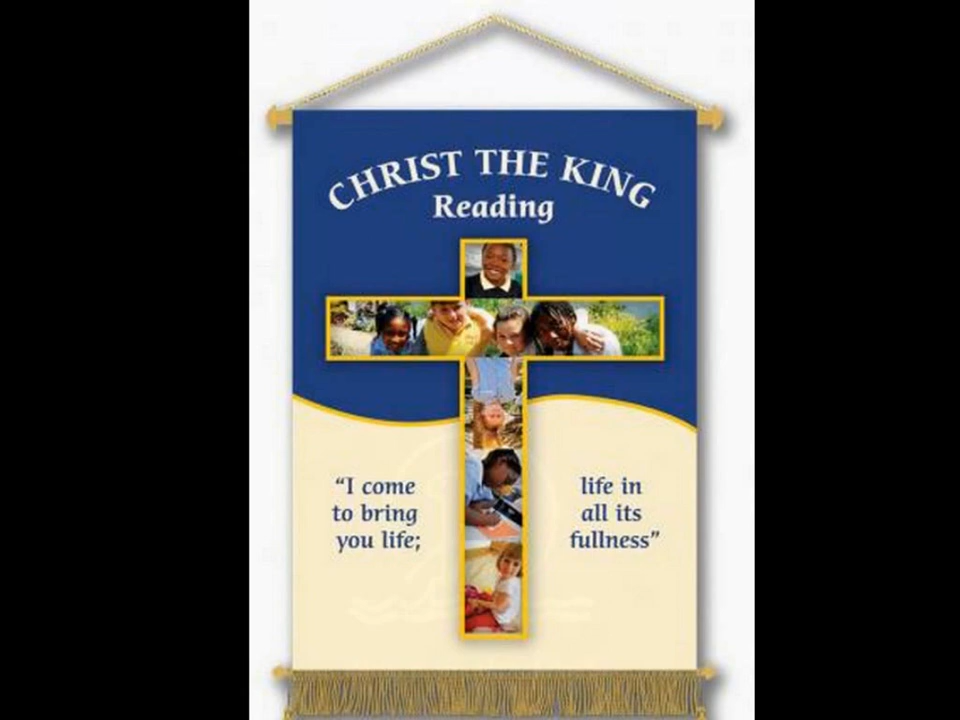 CHRIST THE KING
Reading
“I come
to bring
you life;
life in
all its
fullness”